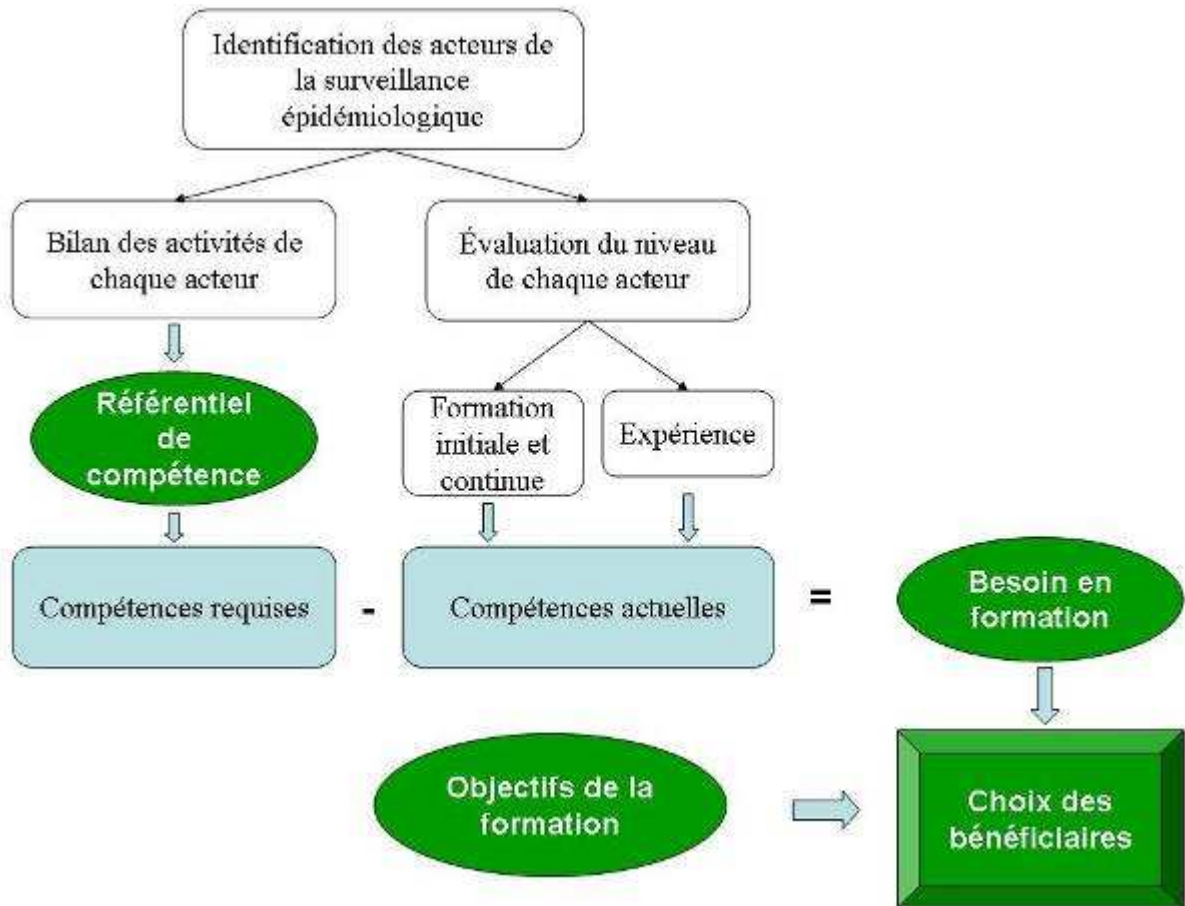 Identification des acteurs de
la surveillance
épidémiologique
Bilan des activités de
chaque acteur
Évaluation du niveau
de chaque acteur
Référentiel
de
compétence
Formation
initiale et
continue
Expérience
Compétences requises
-
Compétences actuelles
=
Besoin en
formation
Objectifs de la
formation
Choix des
bénéficiaires